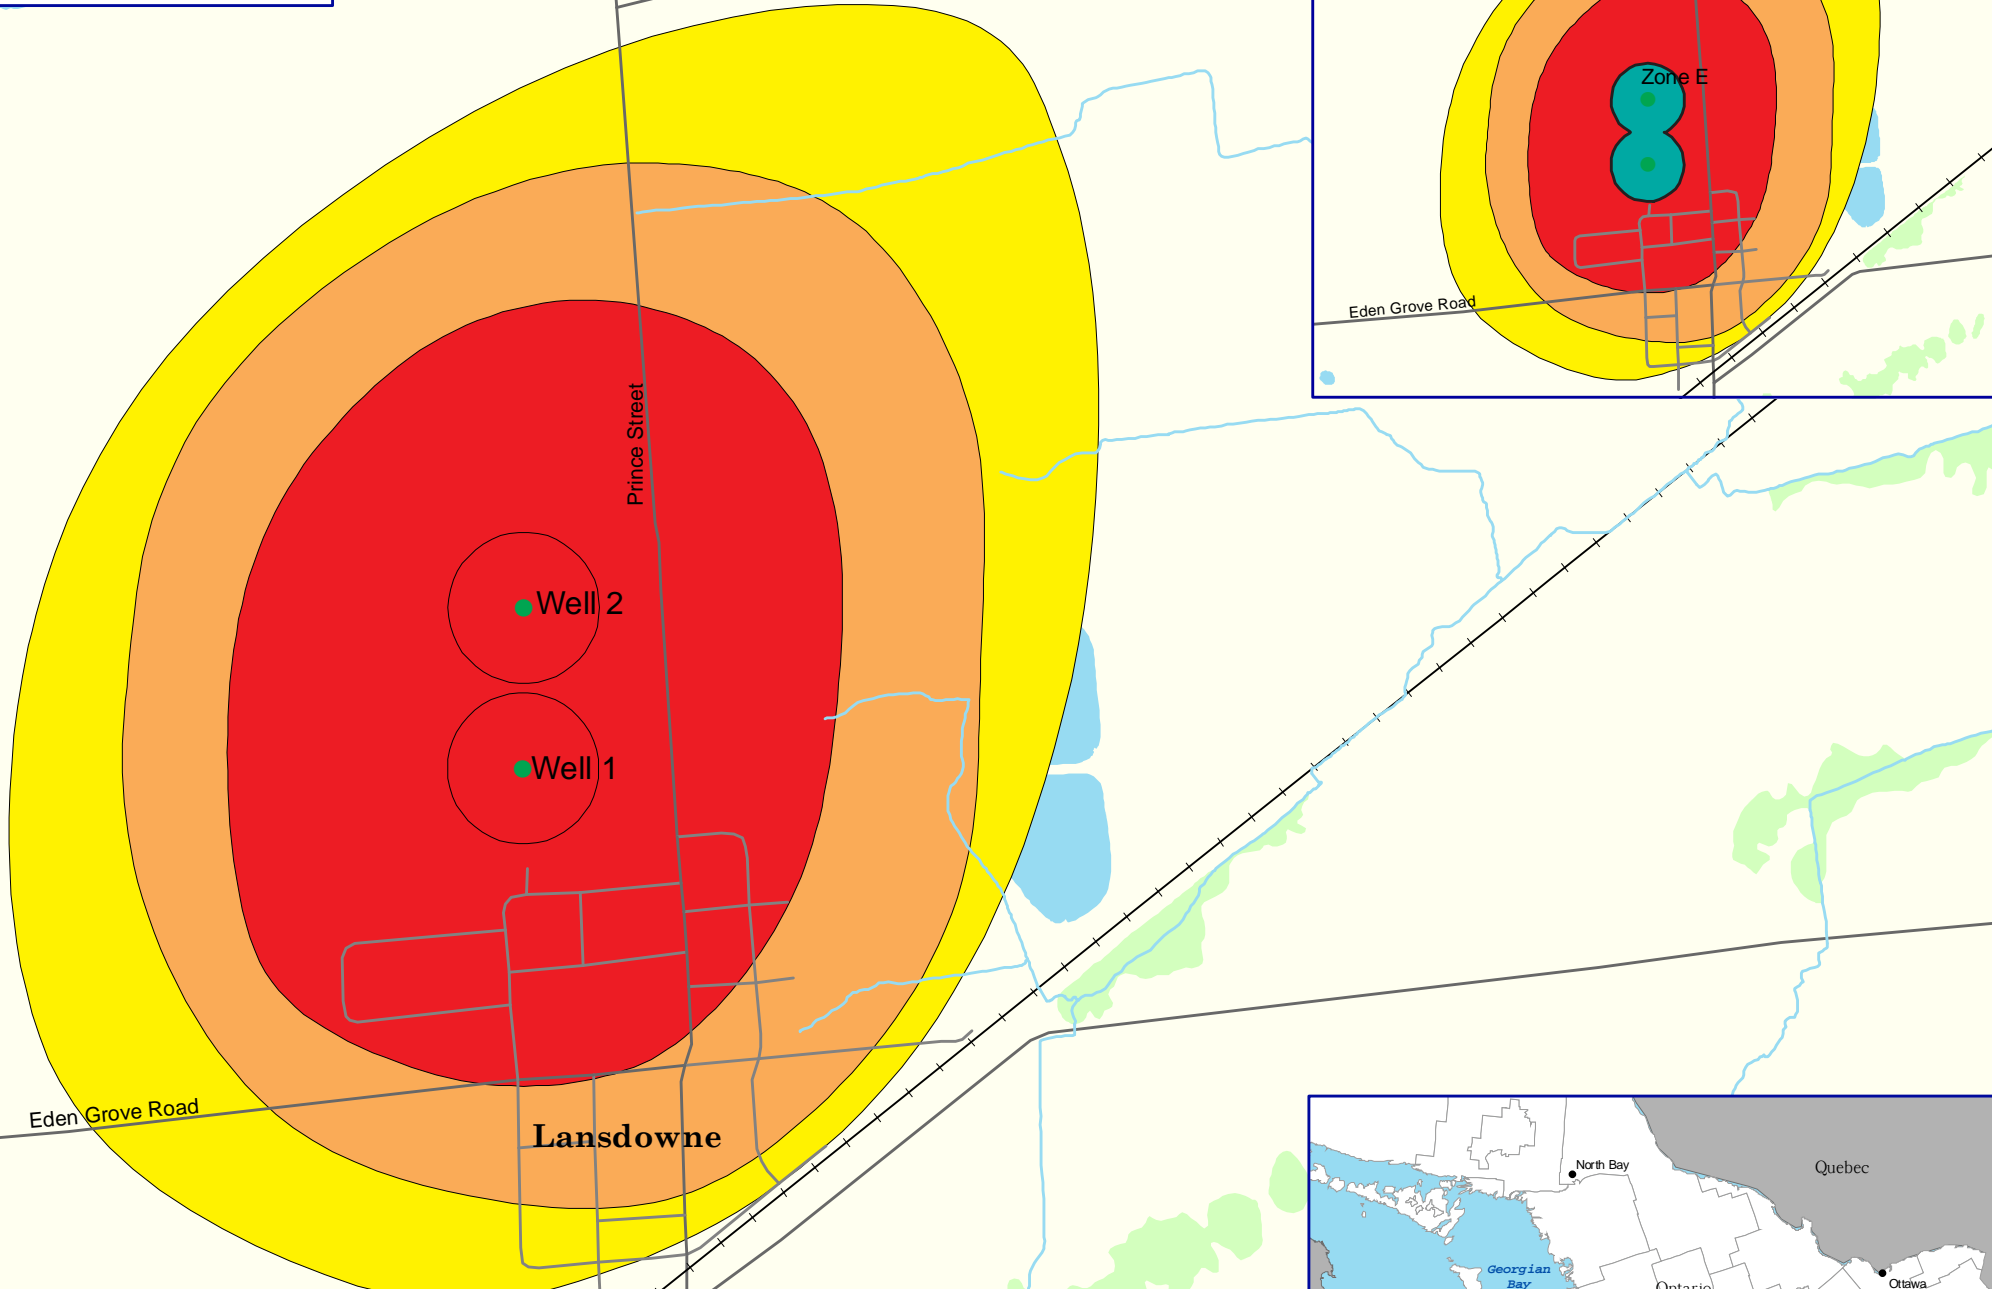 Zone E
Eden Grove Road
Prince Street
Well 2
Well 1
Eden Grove Road
Lansdowne
North Bay
Quebec
Georgian
Bay
Ontario
Ottawa